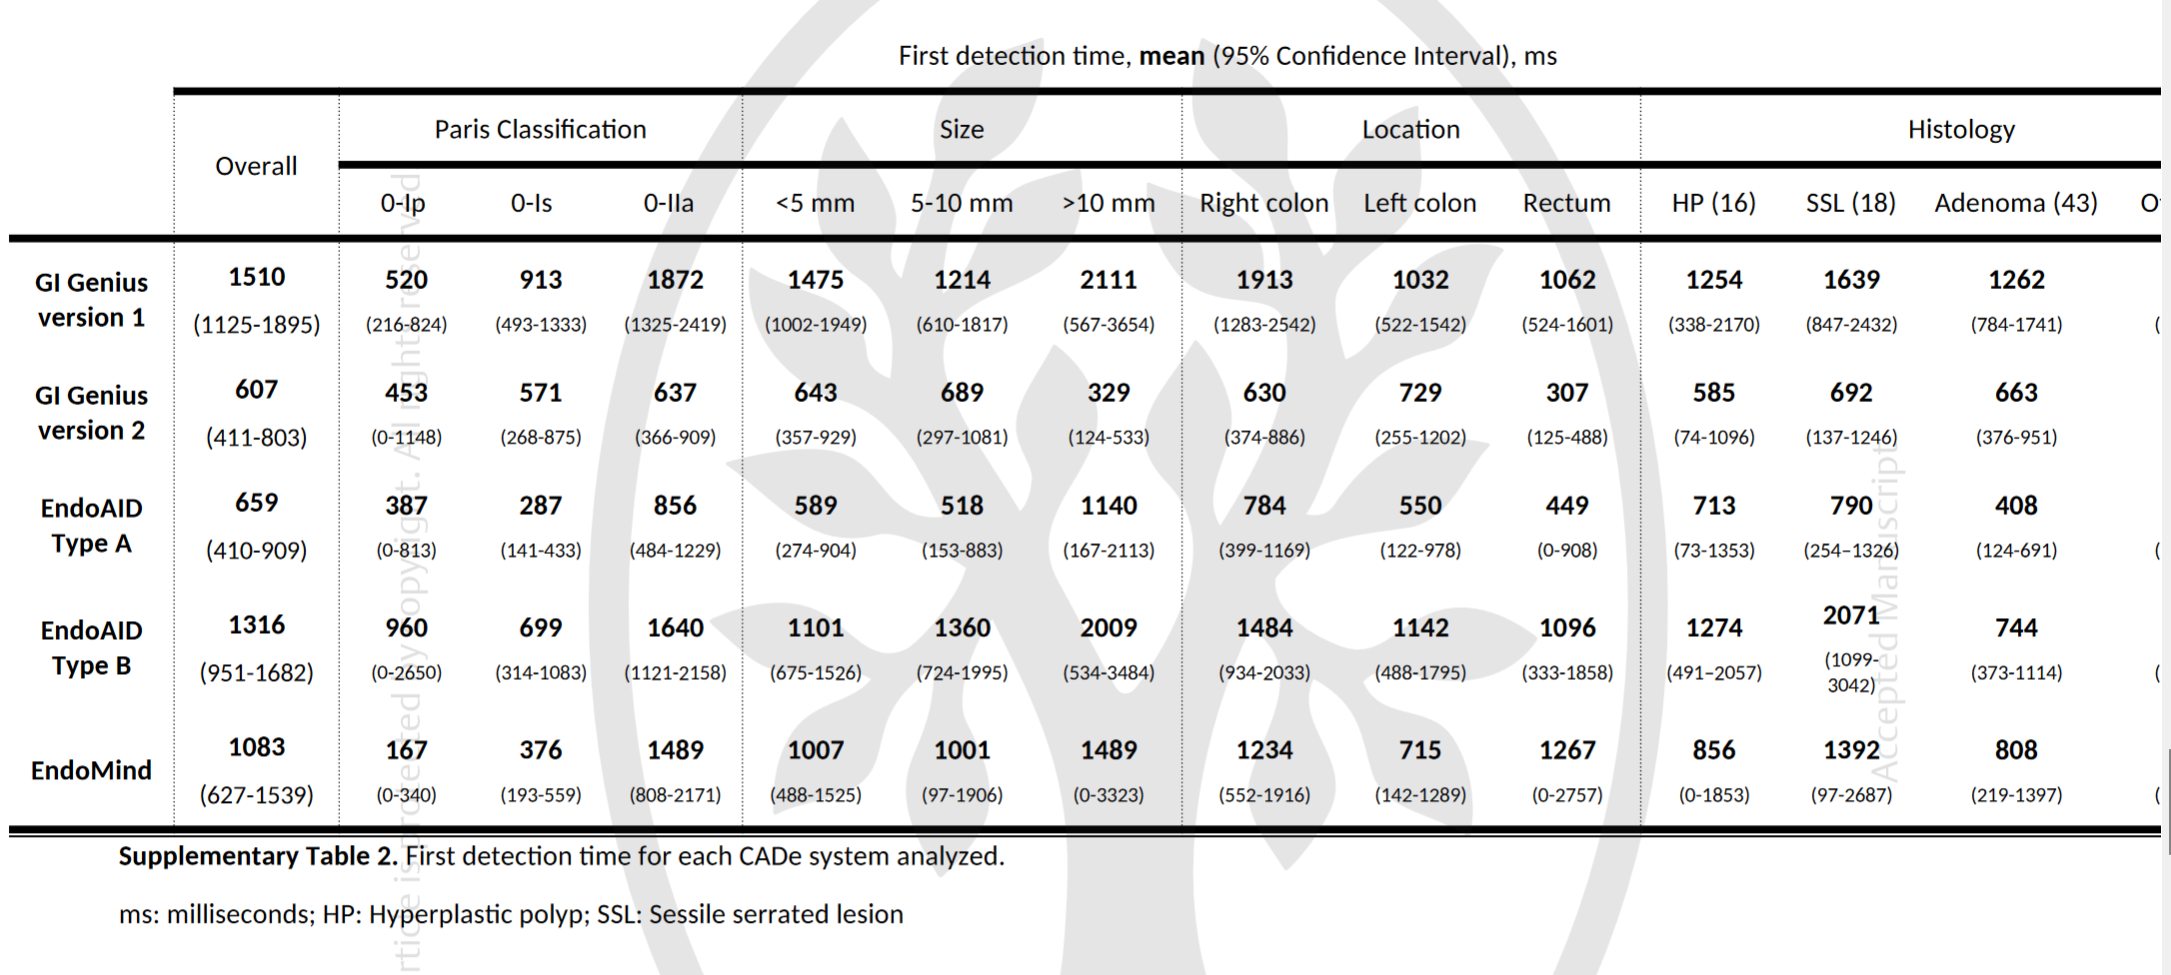 First detection time, mean (95% Confidence Interval), ms
Overall Paris Classification Size Location Histology
0-Ip 0-Is 0-IIa <5 mm 5-10 mm >10 mm Right colon Left colon Rectum HP (16) SSL (18) Adenoma (43)
GI Genius version 1 1510 520 913 1872 1475 1214 2111 1913 1032 1062 1254 1639 1262
(1125-1895) (216-824) (493-1333) (1325-2419) (1002-1949) (610-1817) (567-3654) (1283-2542) (522-1542) (524-1601) (338-2170) (847-2432) (784-1741)
GI Genius version 2 607 453 571 637 643 689 329 630 729 307 585 692 663
(411-803) (0-1148) (268-875) (366-909) (357-929) (297-1081) (124-533) (374-886) (255-1202) (125-488) (74-1096) (137-1246) (376-951)
EndoAID Type A 659 387 287 856 589 518 1140 784 550 449 713 790 408
(410-909) (0-813) (141-433) (484-1229) (274-904) (153-883) (167-2113) (399-1169) (122-978) (0-908) (73-1353) (254–1326) (124-691)
EndoAID Type B 1316 960 699 1640 1101 1360 2009 1484 1142 1096 1274 2071 744
(951-1682) (0-2650) (314-1083) (1121-2158) (675-1526) (724-1995) (534-3484) (934-2033) (488-1795) (333-1858) (491–2057) (1099-3042) (373-1114)
EndoMind 1083 167 376 1489 1007 1001 1489 1234 715 1267 856 1392 808
(627-1539) (0-340) (193-559) (808-2171) (488-1525) (97-1906) (0-3323) (552-1916) (142-1289) (0-2757) (0-1853) (97-2687) (219-1397)
Supplementary Table 2. First detection time for each CADe system analyzed.
ms: milliseconds; HP: Hyperplastic polyp; SSL: Sessile serrated lesion
is protected by copyright. All rights reserved
Accepted Manuscript